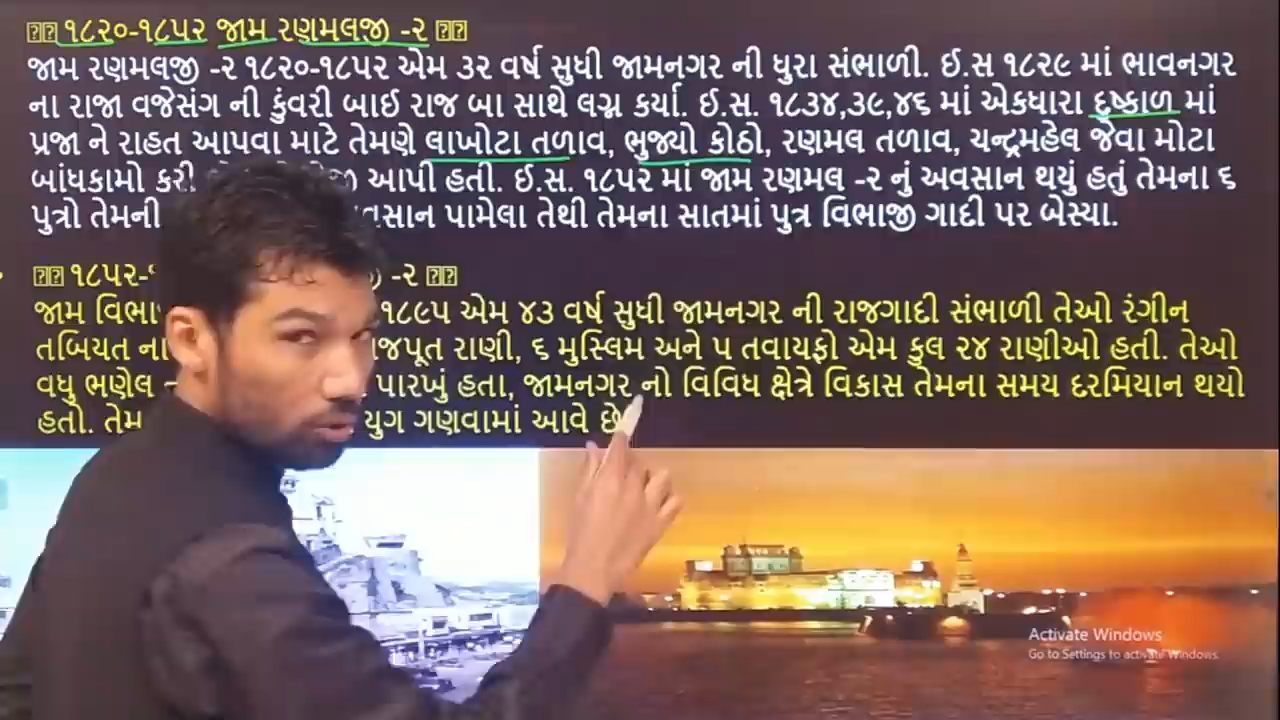 ૧૮૨૦-૧૮૫૨ જામ રણમલજી -૨
જામ રણમલજી -૨ ૧૮૨૦-૧૮૫૨ એમ ૩૨ વર્ષ સુધી જામનગર ની ધુરા સંભાળી. ઈ.સ ૧૮૨૯ માં ભાવનગર
ના રાજા વજેસંગ ની કુંવરી બાઈ રાજ બા સાથે લગ્ન કર્યા. ઈ.સ. ૧૮૩૪,૩૯,૪૬ માં એકધારા દુષ્કાળ માં
પ્રજા ને રાહત આપવા માટે તેમણે લાખોટા તળાવ, ભુજ્યો કોઠો, રણમલ તળાવ, ચન્દ્રમહેલ જેવા મોટા
બાંધકામો કરી આપી હતી. ઈ.સ. ૧૮૫૨ માં જામ રણમલ -૨ નું અવસાન થયું હતું તેમના ૬
પુત્રો તેમની પામેલા તેથી તેમના સાતમાં પુત્ર વિભાજી ગાદી પર બેસ્યા.
૧૮૫૨- -૨
જામ ૧૮૯૫ એમ ૪૩ વર્ષ સુધી જામનગર ની રાજગાદી સંભાળી તેઓ રંગીન
તબિયત રાણી, ૬ મુસ્લિમ અને ૫ તવાયફો એમ કુલ ૨૪ રાણીઓ હતી. તેઓ
વધુ ભણેલ પારખું હતા, જામનગર નો વિવિધ ક્ષેત્રે વિકાસ તેમના સમય દરમિયાન થયો
હતો. યુગ ગણવામાં આવે છે
Activate Windows
Go to Settings to activate Windows.